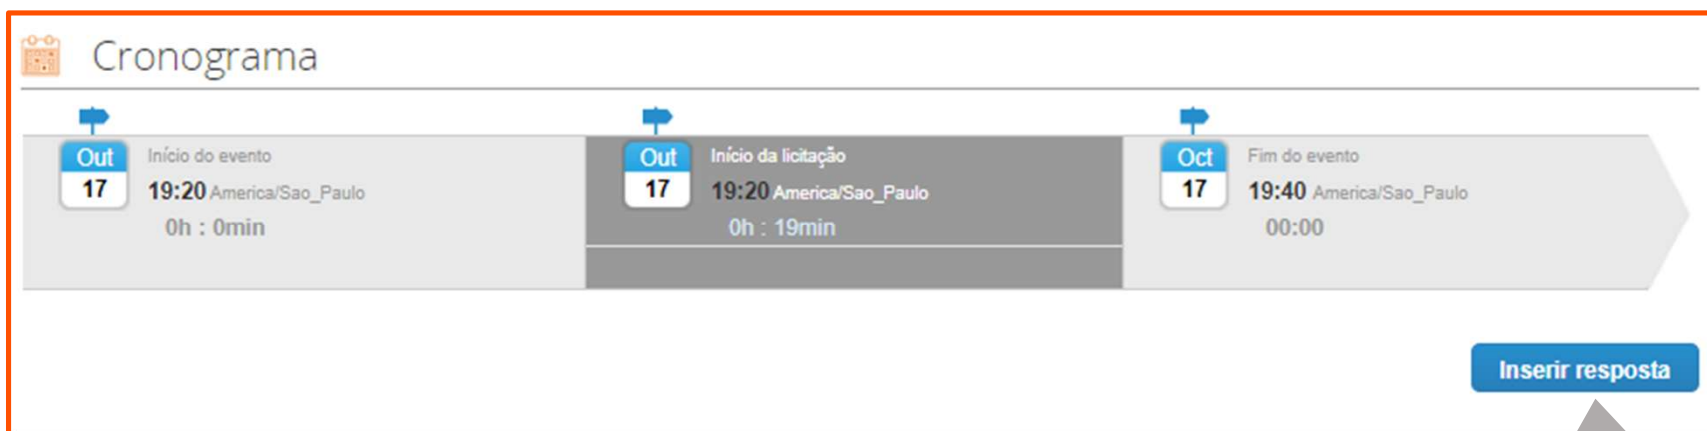 Cronograma
Out
17
Início do evento
19:20 America/Sao_Paulo
0h : 0min
Out
17
Início da licitação
19:20 America/Sao_Paulo
0h : 19min
Oct
17
Fim do evento
19:40 America/Sao_Paulo
00:00
Inserir resposta